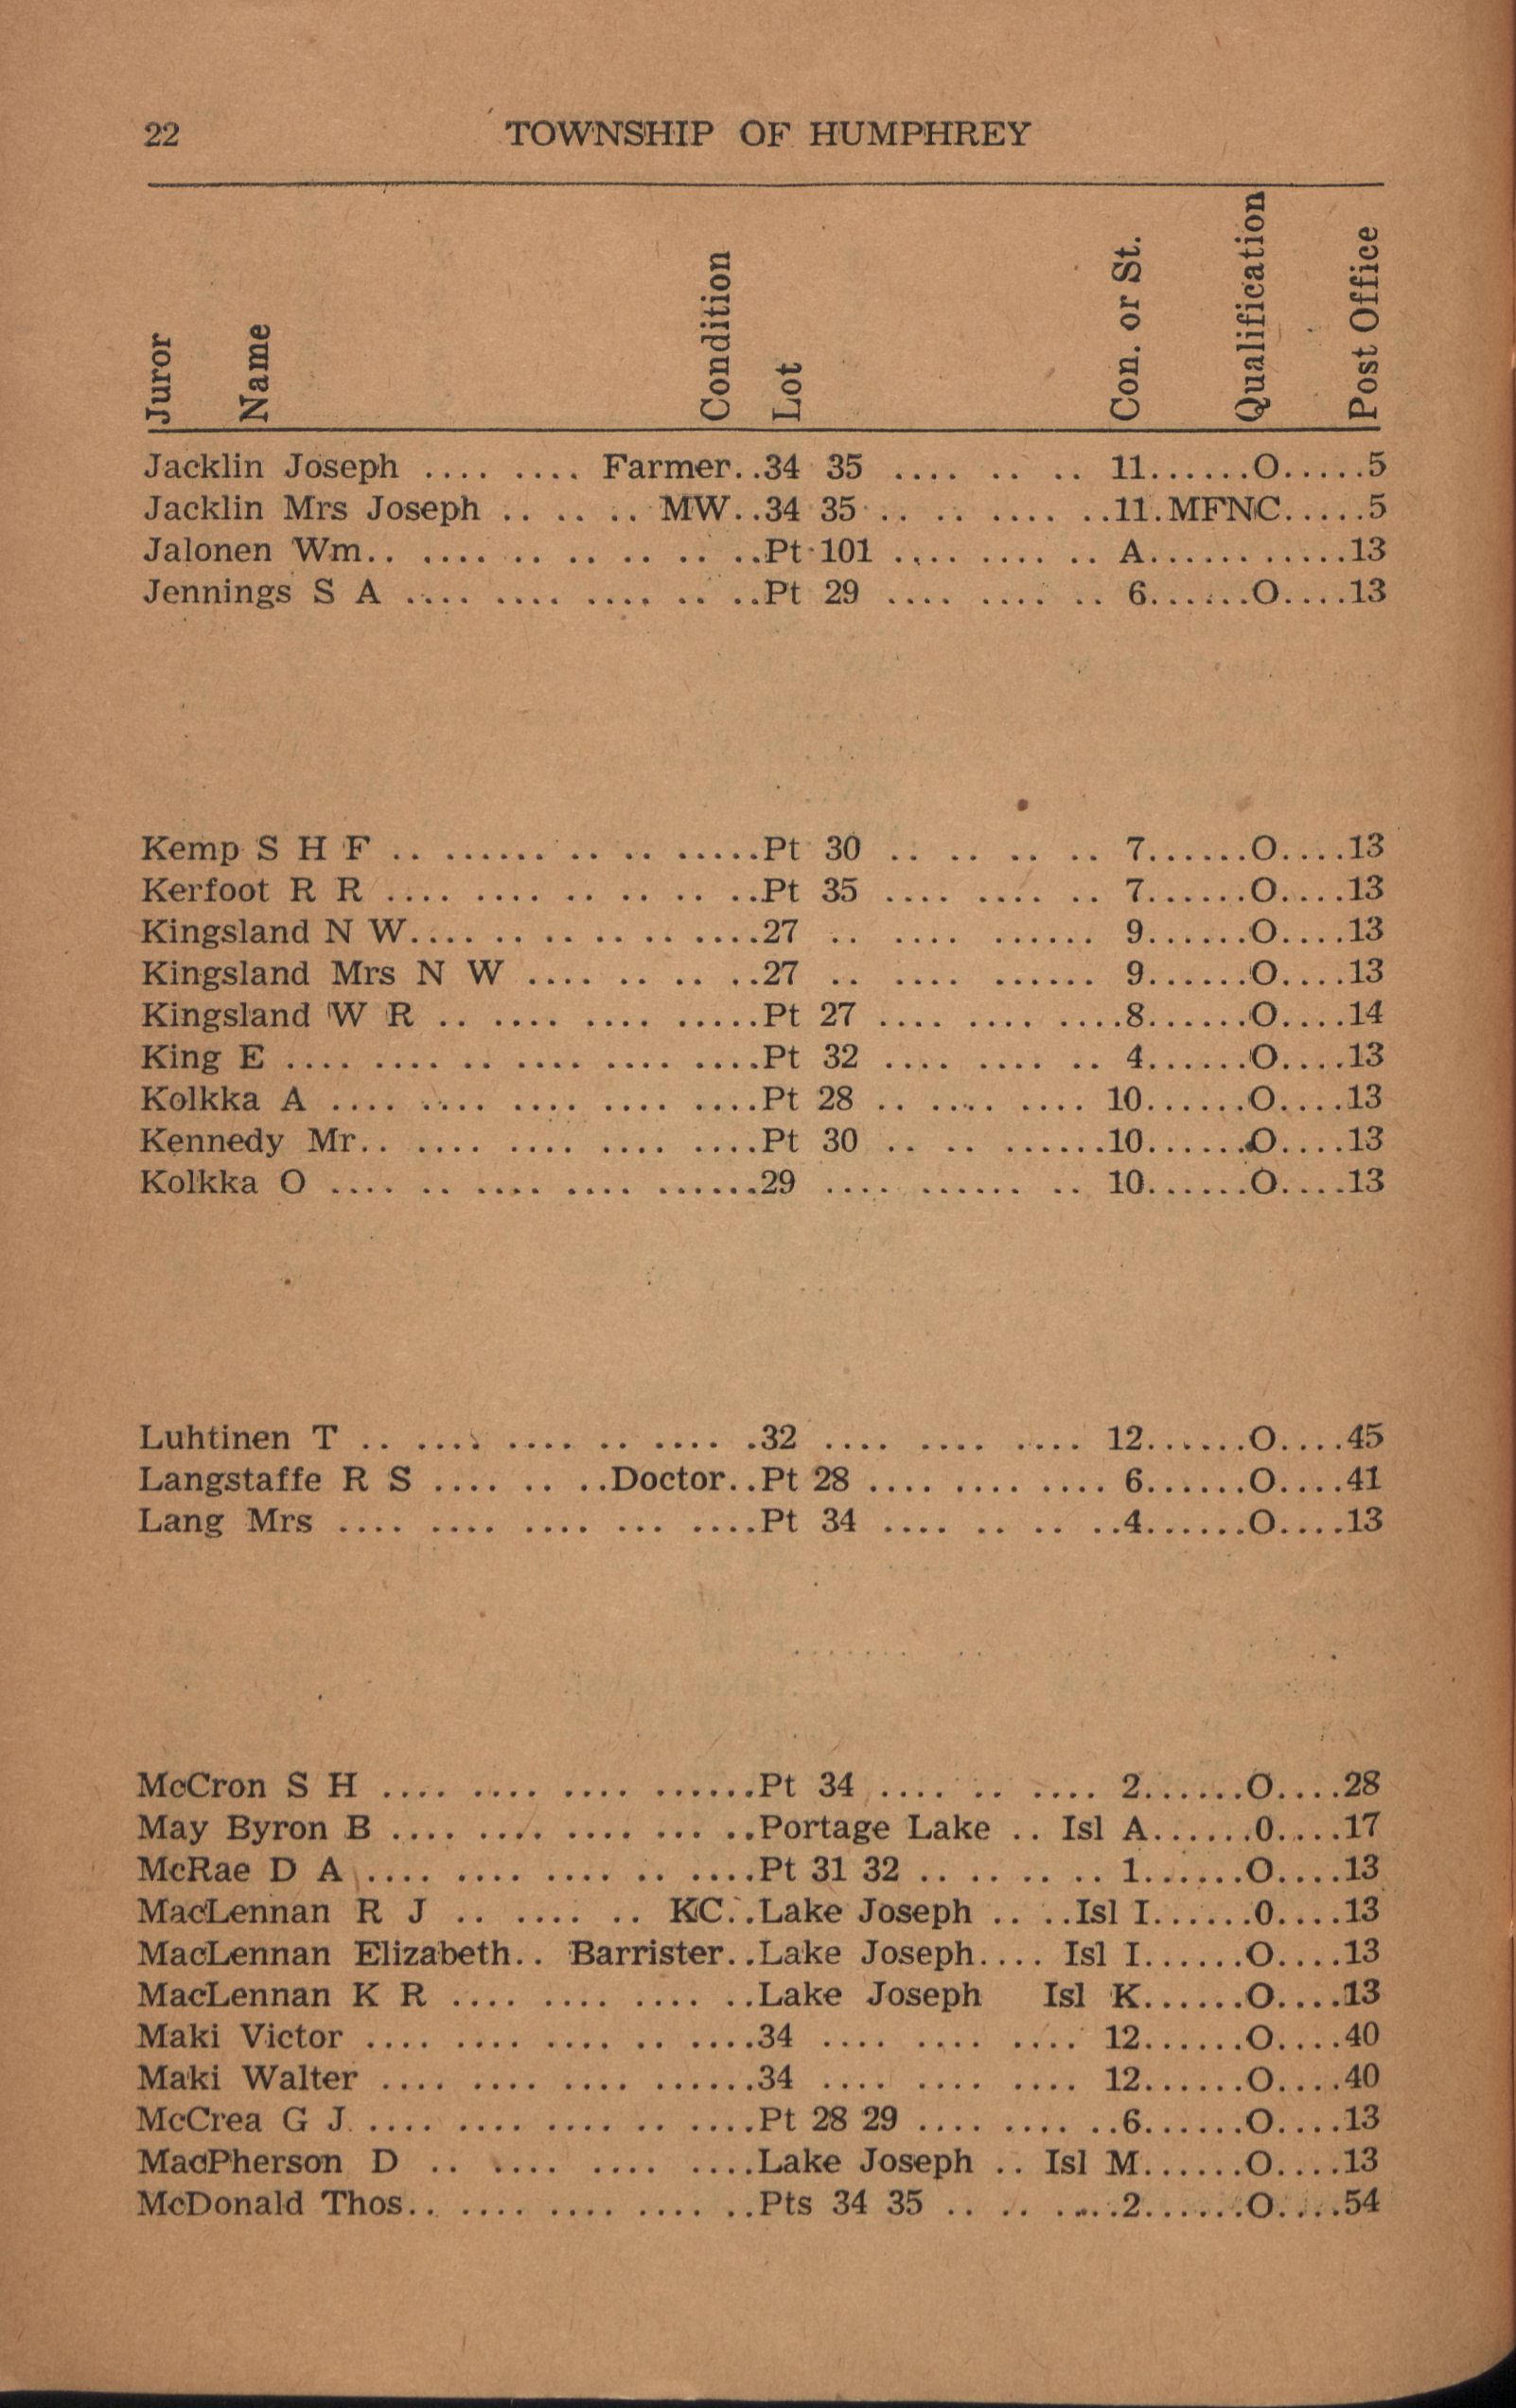 22 TOWNSHIP OF HUMPHREY
Juror Name Condition Lot Con. or St. Qualification Post Office
Jacklin Joseph .... .... Farmer..34 35 .... .. .. 11......O.....5
Jacklin Mrs Joseph .. .. .. MW..34 35 .. .. .... ..11.MFNC.....5
Jalonen Wm.. .... .. .. .. .. ..Pt 101 .... .... .. A...... .....13
Jennings S A .... .... .... .. ..Pt 29 .... .... .. 6......O....13
Kemp S H F .. ...... .. .. .....Pt 30 .. .. .. .. 7......O....13
Kerfoot R R .... .... .. .. .. ..Pt 35 .... .... .. 7......O....13
Kingsland N W.... .. .. .. .. ....27 .. .... ...... 9......O....13
Kingsland Mrs N W .... .. .. ..27 .. .... ...... 9......O....13
Kingsland W R .. .... .... .....Pt 27 .... .... ....8......O....14
King E .... .... .. .... .... ....Pt 32 .... .... .. 4......O....13
Kolkka A .... .... .... .... ....Pt 28 .. .... .... 10......O....13
Kennedy Mr.. .... .... .... ....Pt 30 .. .. ......10......O....13
Kolkka O .... .. .... .... .......29 .... ...... .. 10......O....13
Luhtinen T .. .... .... .. .... .32 .... .... .... 12......O....45
Langstaffe R S .... .. ..Doctor..Pt 28 .... .... .... 6......O....41
Lang Mrs .... .... .... ... ....Pt 34 .... .. .. ..4......O....13
McCron S H .... .... .... ......Pt 34 .... .. .... 2......O....28
May Byron B .... .... .... ... ..Portage Lake .. Isl A......0....17
McRae D A .... .... .... .. ....Pt 31 32 .. .. .. .. 1......O....13
MacLennan R J .. .... .. KC..Lake Joseph .. ..Isl I......0....13
MacLennan Elizabeth.. Barrister..Lake Joseph.... Isl I......O....13
MacLennan K R .... .... .... ..Lake Joseph Isl K......O....13
Maki Victor .... .... .... .. ....34 .... .... .... 12......O....40
Maki Walter .... .... .... ......34 .... .... .... 12......O....40
McCrea G J .... .... .... .. ....Pt 28 29 .... .... ..6......O....13
MacPherson D .. .... .... ....Lake Joseph .. Isl M......O....13
McDonald Thos.. .... .... .... ..Pts 34 35 .. .. ....2......O....54